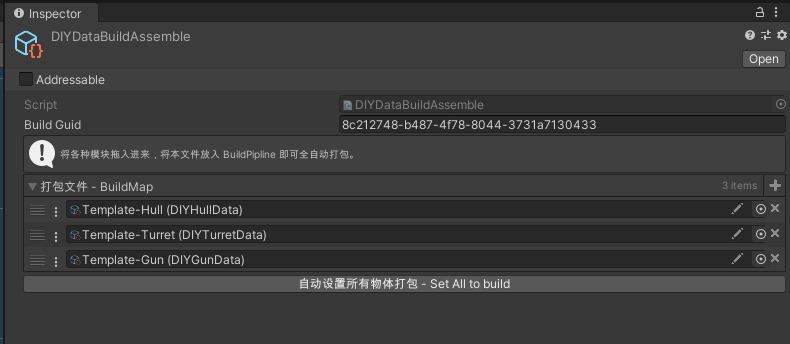 Inspector
DIYDataBuildAssemble
Open
Addressable
Script DIYDataBuildAssemble
Build Guid 8c212748-b487-4f78-8044-3731a7130433
将各种模块拖入进来，将本文件放入 BuildPipline 即可全自动打包。
打包文件 - BuildMap 3 items
Template-Hull (DIYHullData)
Template-Turret (DIYTurretData)
Template-Gun (DIYGunData)
自动设置所有物体打包 - Set All to build